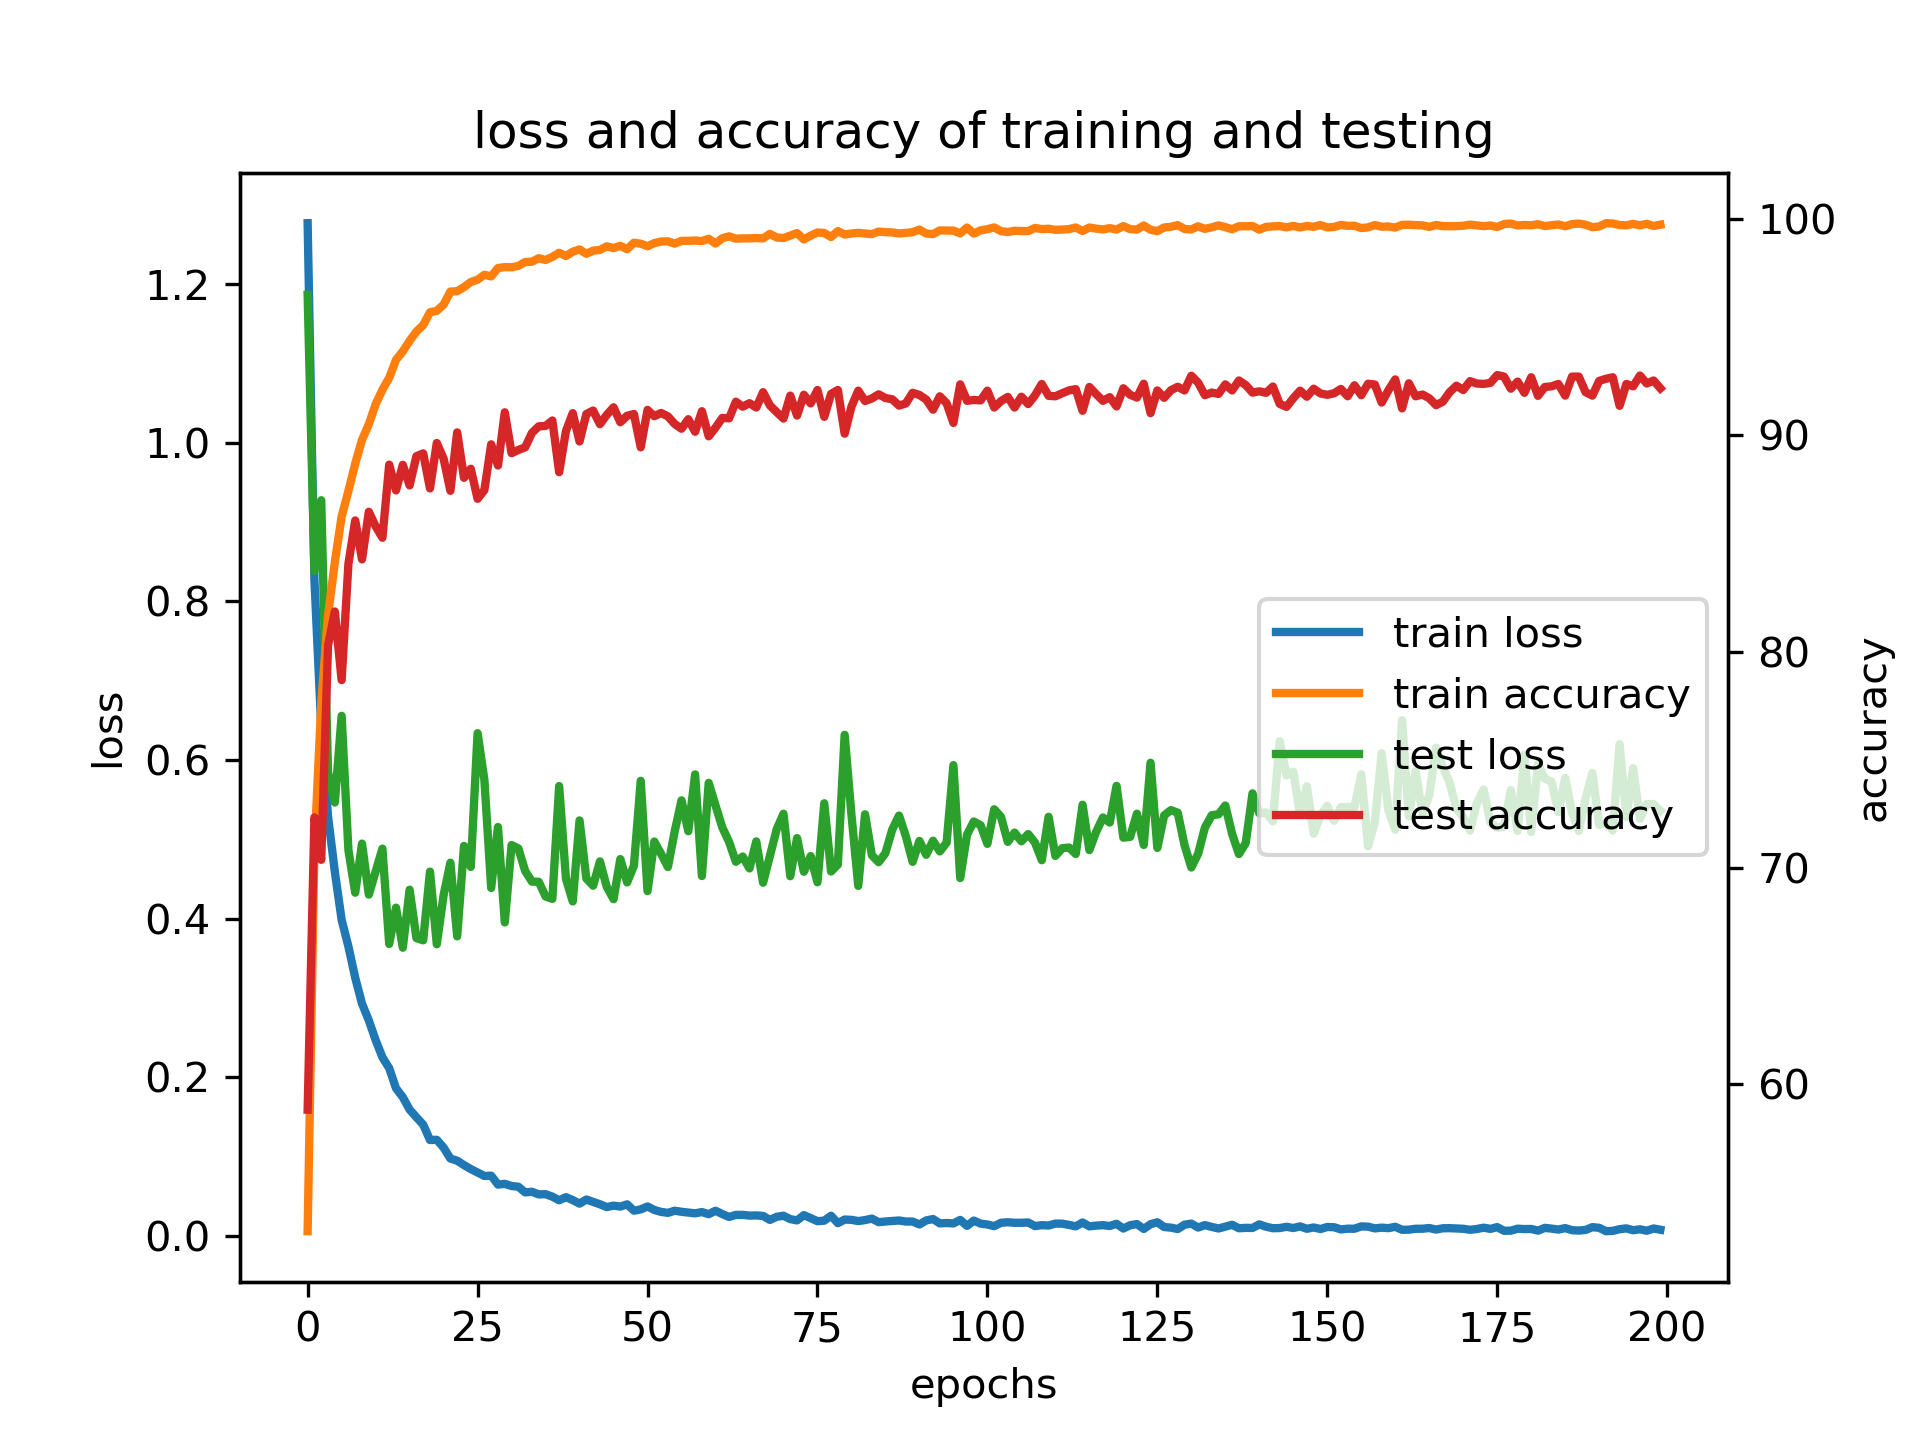 loss and accuracy of training and testing
loss
1.2
1.0
0.8
0.6
0.4
0.2
0.0
100
90
80
70
60
accuracy
train loss
train accuracy
test loss
test accuracy
0 25 50 75 100 125 150 175 200
epochs